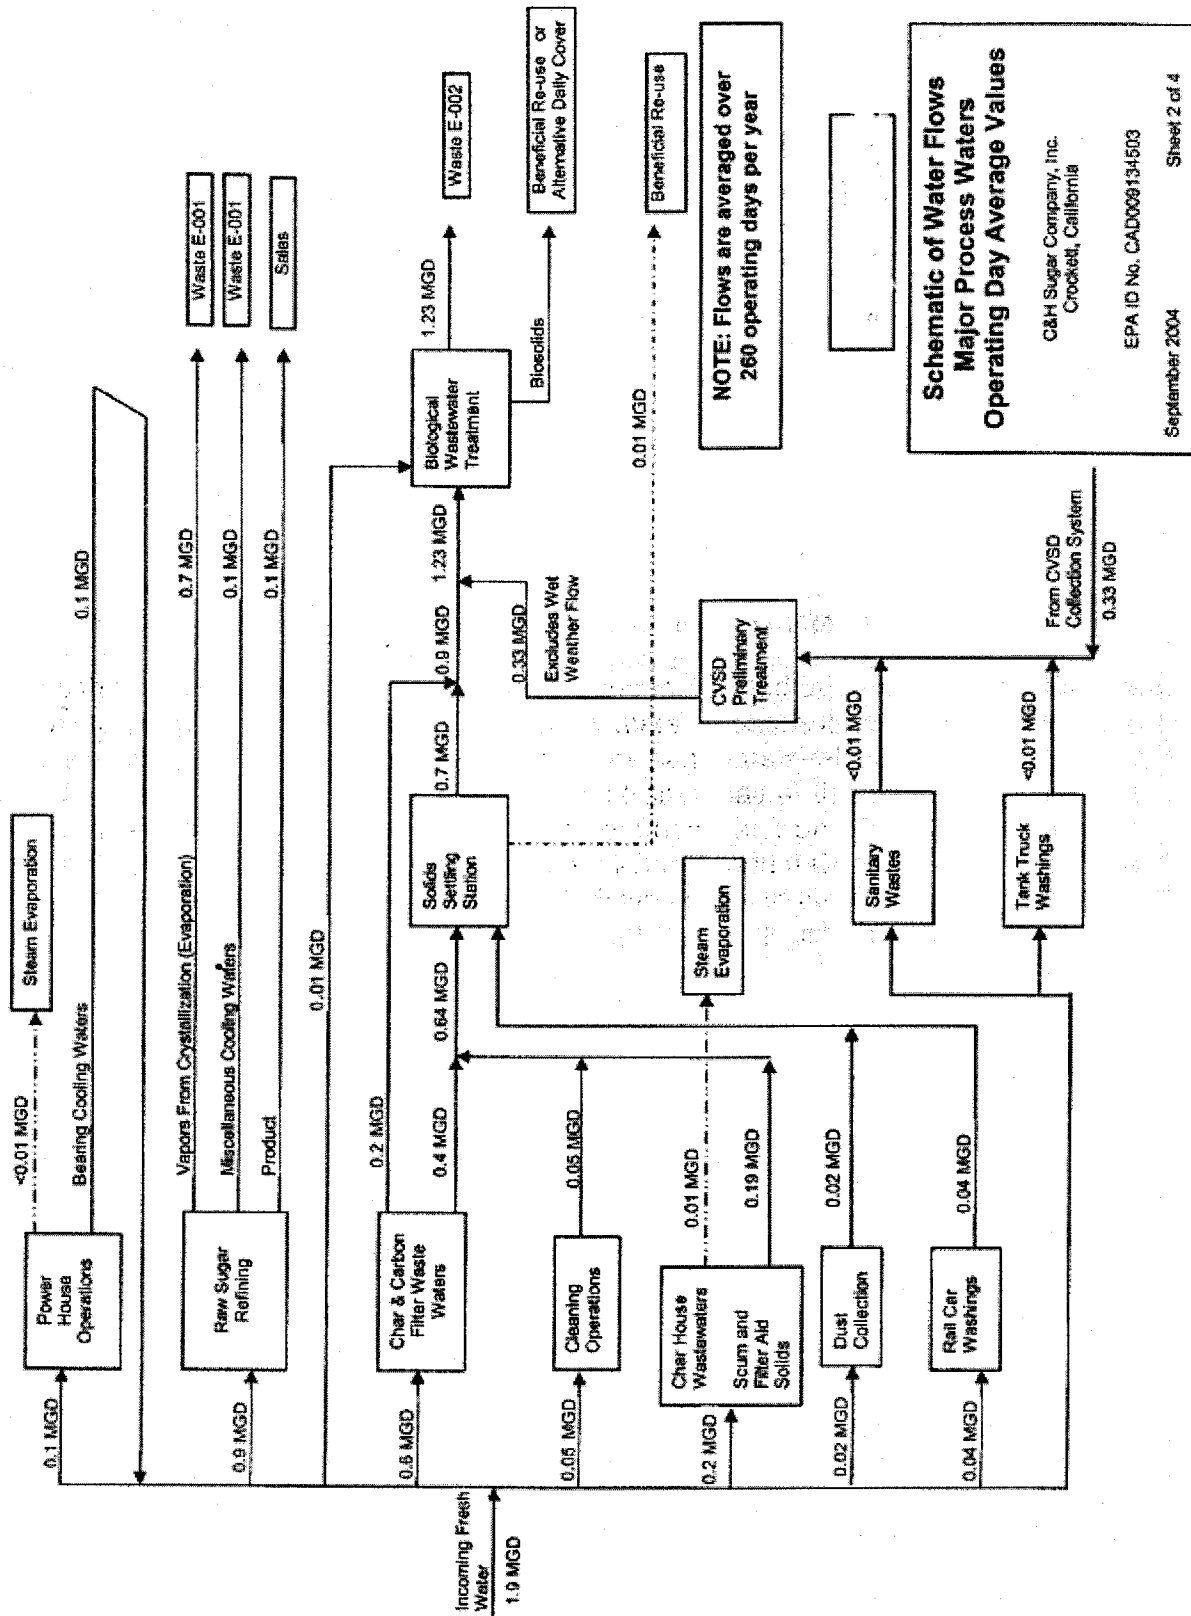 Incoming Fresh
Water
1.9 MGD
0.1 MGD
Power
House
Operations
<0.01 MGD
Steam Evaporation
Bearing Cooling Waters
0.1 MGD
0.9 MGD
Raw Sugar
Refining
Vapors From Crystallization (Evaporation)
0.7 MGD
Waste E-001
Miscellaneous Cooling Waters
0.1 MGD
Waste E-001
Product
0.1 MGD
Sales
0.01 MGD
0.6 MGD
Char & Carbon
Filter Waste
Waters
0.2 MGD
0.4 MGD
0.64 MGD
Solids
Settling
Station
0.7 MGD
0.9 MGD
1.23 MGD
Biological
Wastewater
Treatment
1.23 MGD
Waste E-002
Biosolids
Beneficial Re-use or
Alternative Daily Cover
0.05 MGD
Cleaning
Operations
0.05 MGD
0.33 MGD
Excludes Wet
Weather Flow
0.01 MGD
Beneficial Re-use
0.2 MGD
Char House
Wastewaters
Scum and
Filter Aid
Solids
0.01 MGD
Steam
Evaporation
0.19 MGD
CVSD
Preliminary
Treatment
0.02 MGD
Dust
Collection
0.02 MGD
0.04 MGD
Rail Car
Washings
0.04 MGD
Sanitary
Wastes
<0.01 MGD
Tank Truck
Washings
<0.01 MGD
From CVSD
Collection System
0.33 MGD
NOTE: Flows are averaged over
260 operating days per year
Schematic of Water Flows
Major Process Waters
Operating Day Average Values
C&H Sugar Company, Inc.
Crockett, California
EPA ID No. CAD009134503
September 2004 Sheet 2 of 4